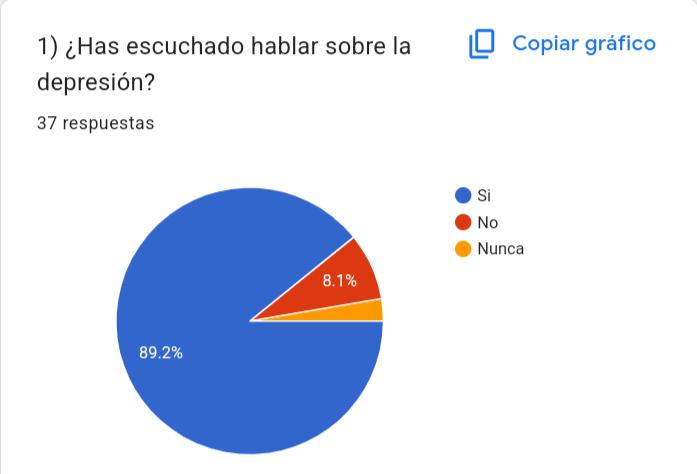 1) ¿Has escuchado hablar sobre la
depresión?
Copiar gráfico
37 respuestas
Si
No
Nunca
8.1%
89.2%